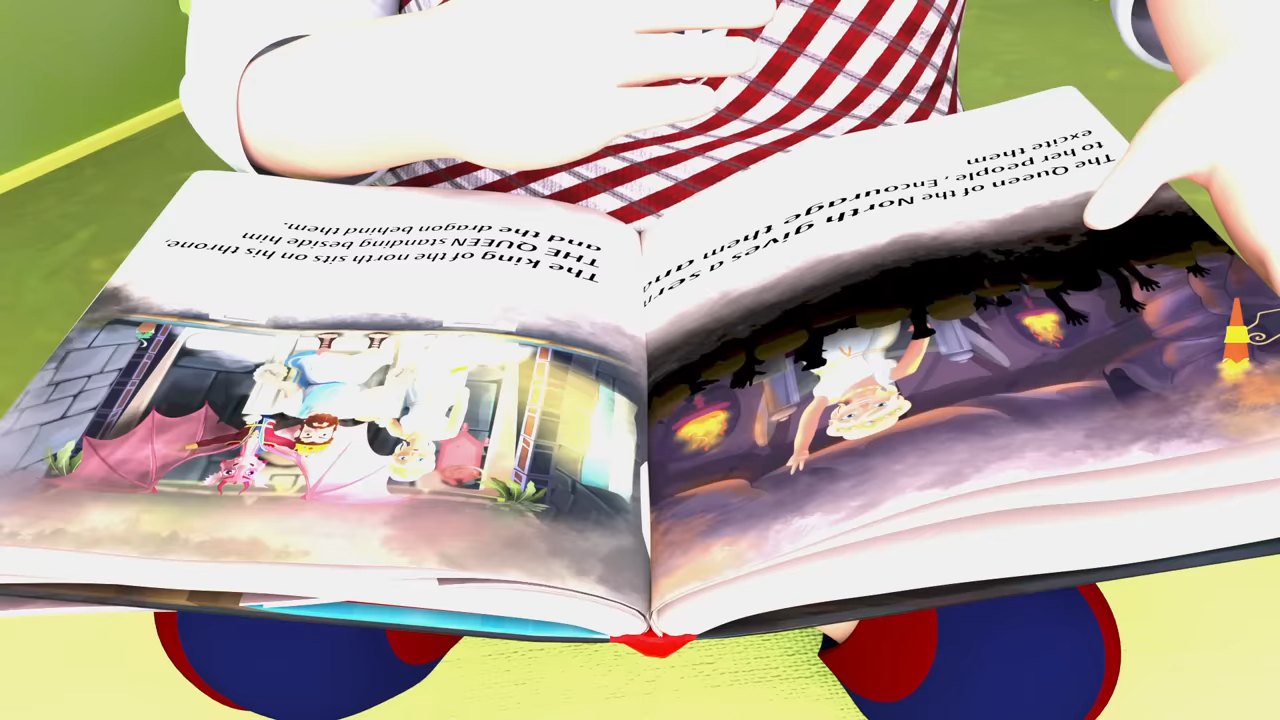 The Queen of the North gives a
to her people , Encourage them and
excite them
The king of the north sits on his throne,
THE QUEEN standing beside him
and the dragon behind them.